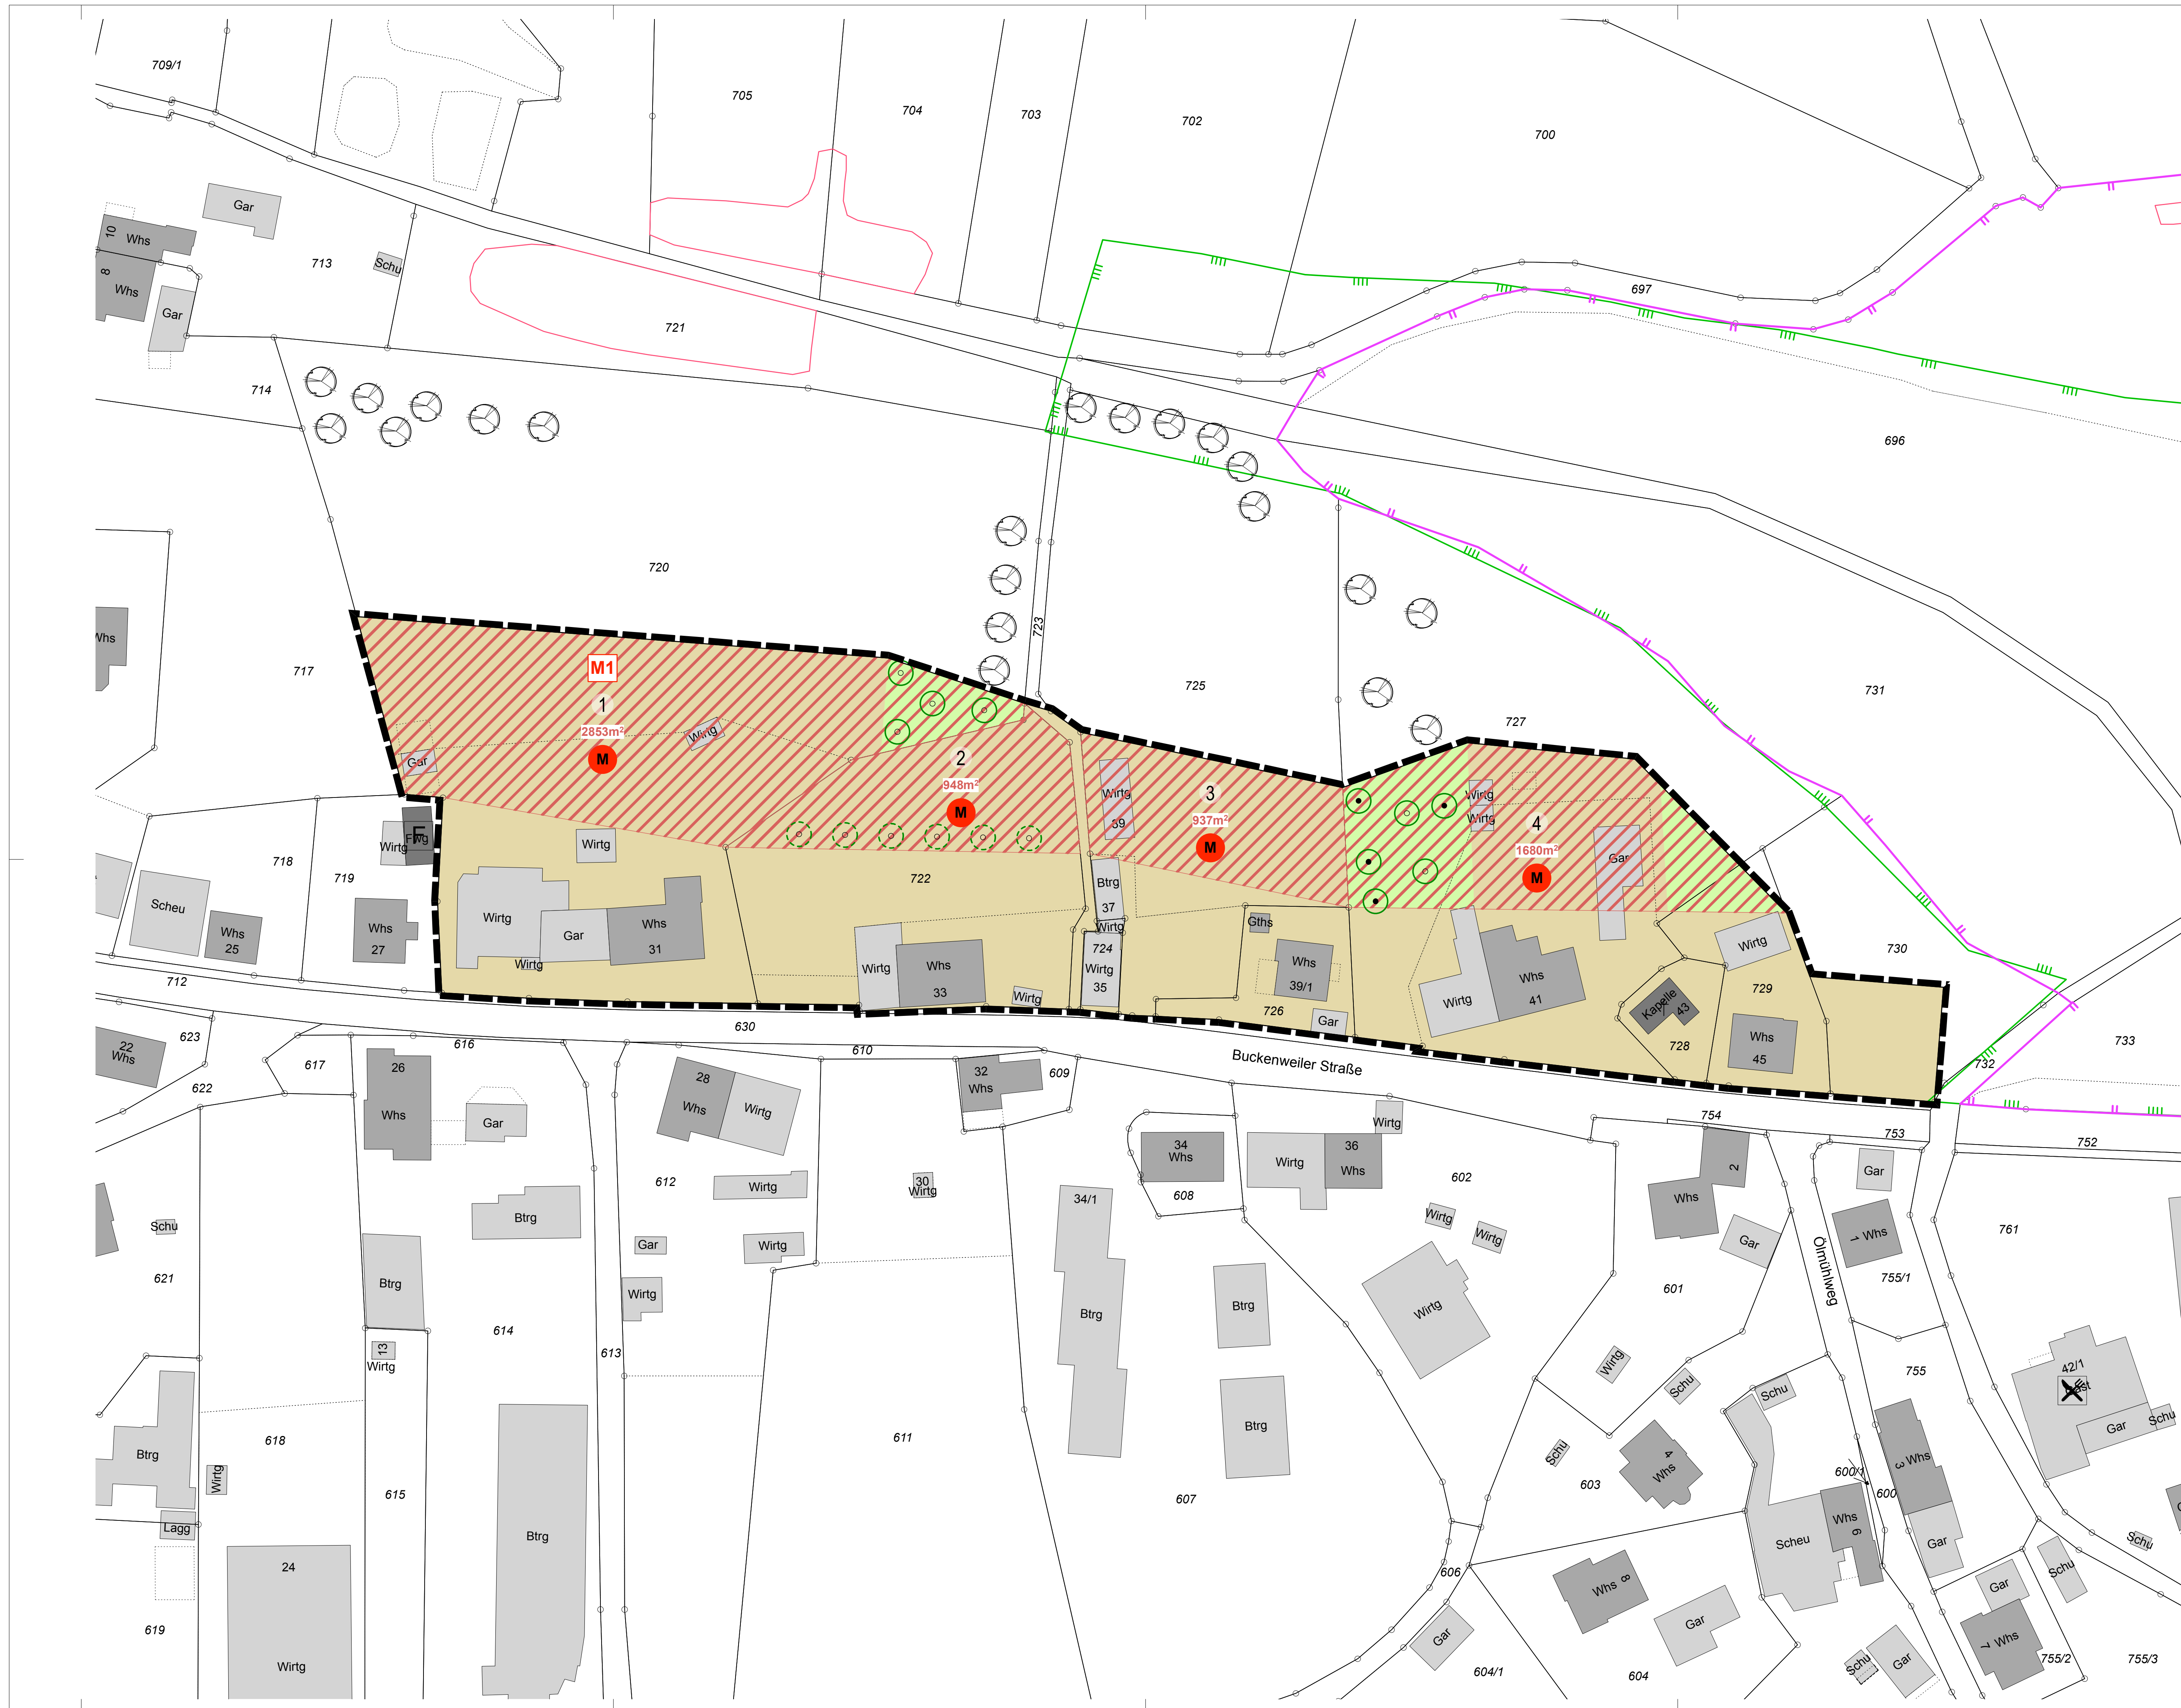 709/1
705
704
703
702
700
Gar
10
Whs
8
Whs
Gar
713
Schu
721
697
714
696
720
723
717
M1
1
2853m²
M
Wirtg
Gar
2
948m²
M
725
727
731
Wirtg
39
3
937m²
M
Wirtg
Wirtg
4
1680m²
M
Gar
718
719
Wirtg
F
Wirtg
722
Btrg
37
Wirtg
724
Wirtg
35
Gths
Scheu
Whs
25
Whs
27
Wirtg
Gar
Whs
31
Wirtg
Wirtg
Whs
33
Wirtg
Whs
39/1
726
Gar
Wirtg
Whs
41
Kapelle
43
728
Wirtg
729
Whs
45
730
733
732
712
630
Buckenweiler Straße
623
22
Whs
622
617
616
610
609
26
Whs
Gar
28
Whs
Wirtg
32
Whs
34
Whs
608
Wirtg
36
Whs
Wirtg
602
754
753
752
2
Whs
Gar
Gar
1
Whs
761
755/1
Ölmühlweg
612
Wirtg
30
Wirtg
34/1
Btrg
Schu
621
Btrg
Btrg
Gar
Wirtg
Wirtg
Wirtg
Wirtg
Wirtg
Btrg
601
614
613
13
Wirtg
Wirtg
Schu
Schu
755
42/1
Gar
Schu
Btrg
618
Wirtg
615
611
Btrg
607
Schu
603
4
Whs
600/1
600
3
Whs
Lagg
24
Btrg
Scheu
Whs
6
Gar
Schu
619
Wirtg
606
Whs
8
Gar
Gar
604/1
604
Schu
Gar
Gar
Schu
7
Whs
755/2
755/3